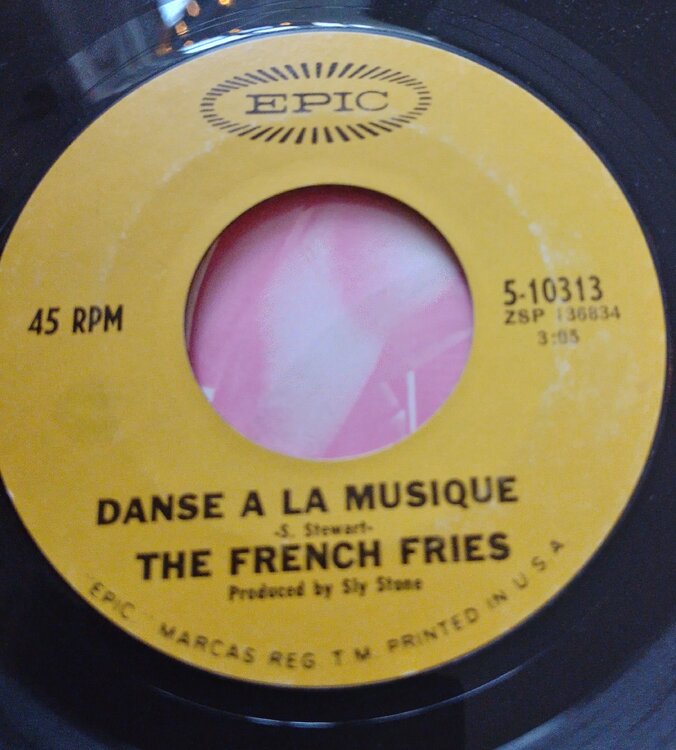 EPIC
45 RPM
5-10313
ZSP 136834
3:05
DANSE A LA MUSIQUE
-S. Stewart-
THE FRENCH FRIES
Produced by Sly Stone
"EPIC" MARCAS REG. T M. PRINTED IN U.S.A